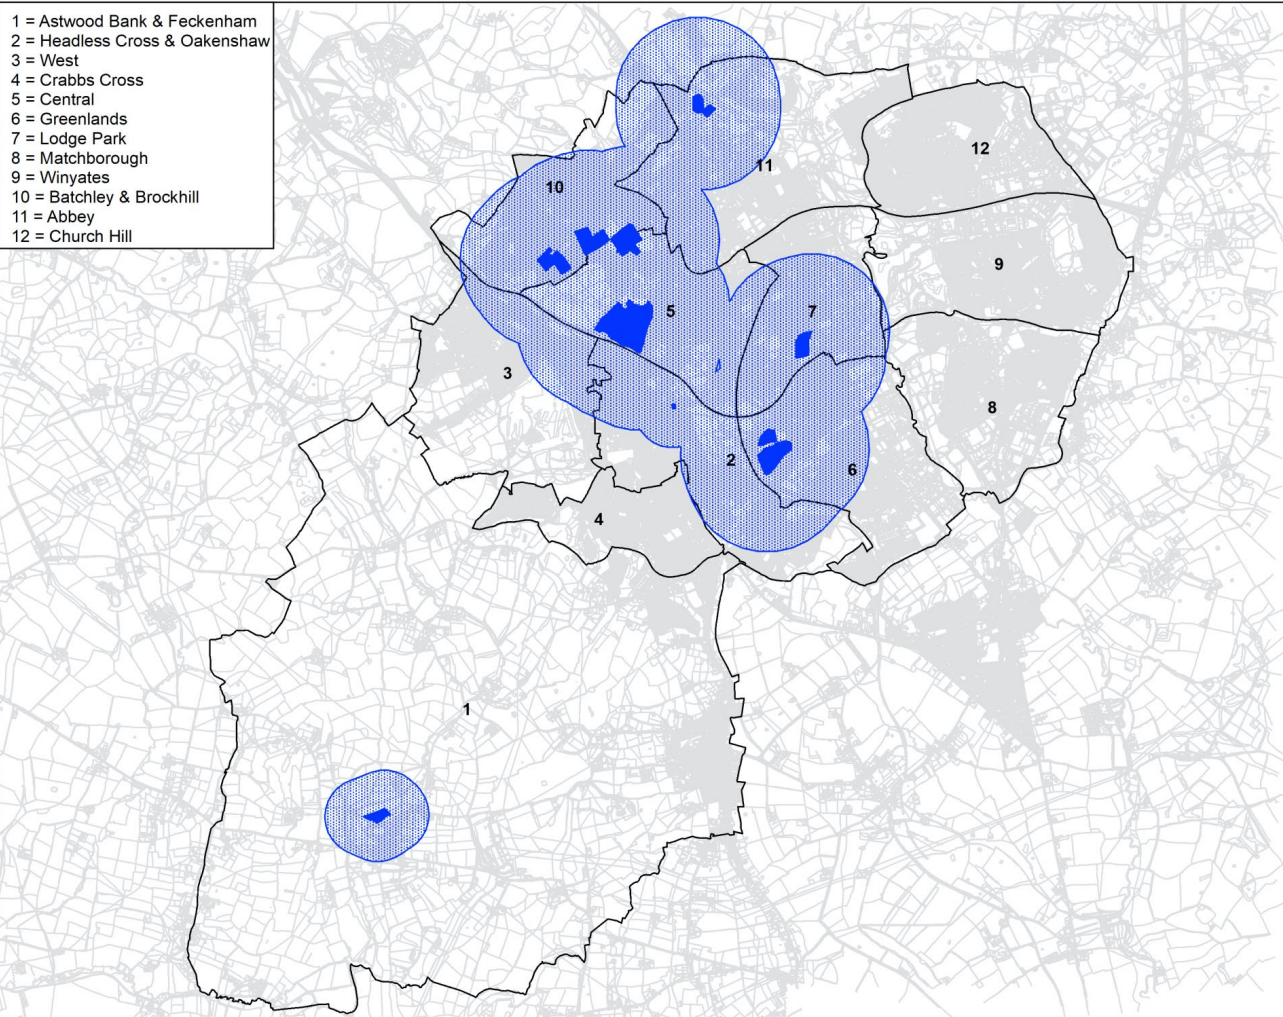 1 = Astwood Bank & Feckenham
2 = Headless Cross & Oakenshaw
3 = West
4 = Crabbs Cross
5 = Central
6 = Greenlands
7 = Lodge Park
8 = Matchborough
9 = Winyates
10 = Batchley & Brockhill
11 = Abbey
12 = Church Hill
12
11
10
9
5
7
3
8
2
6
4
1